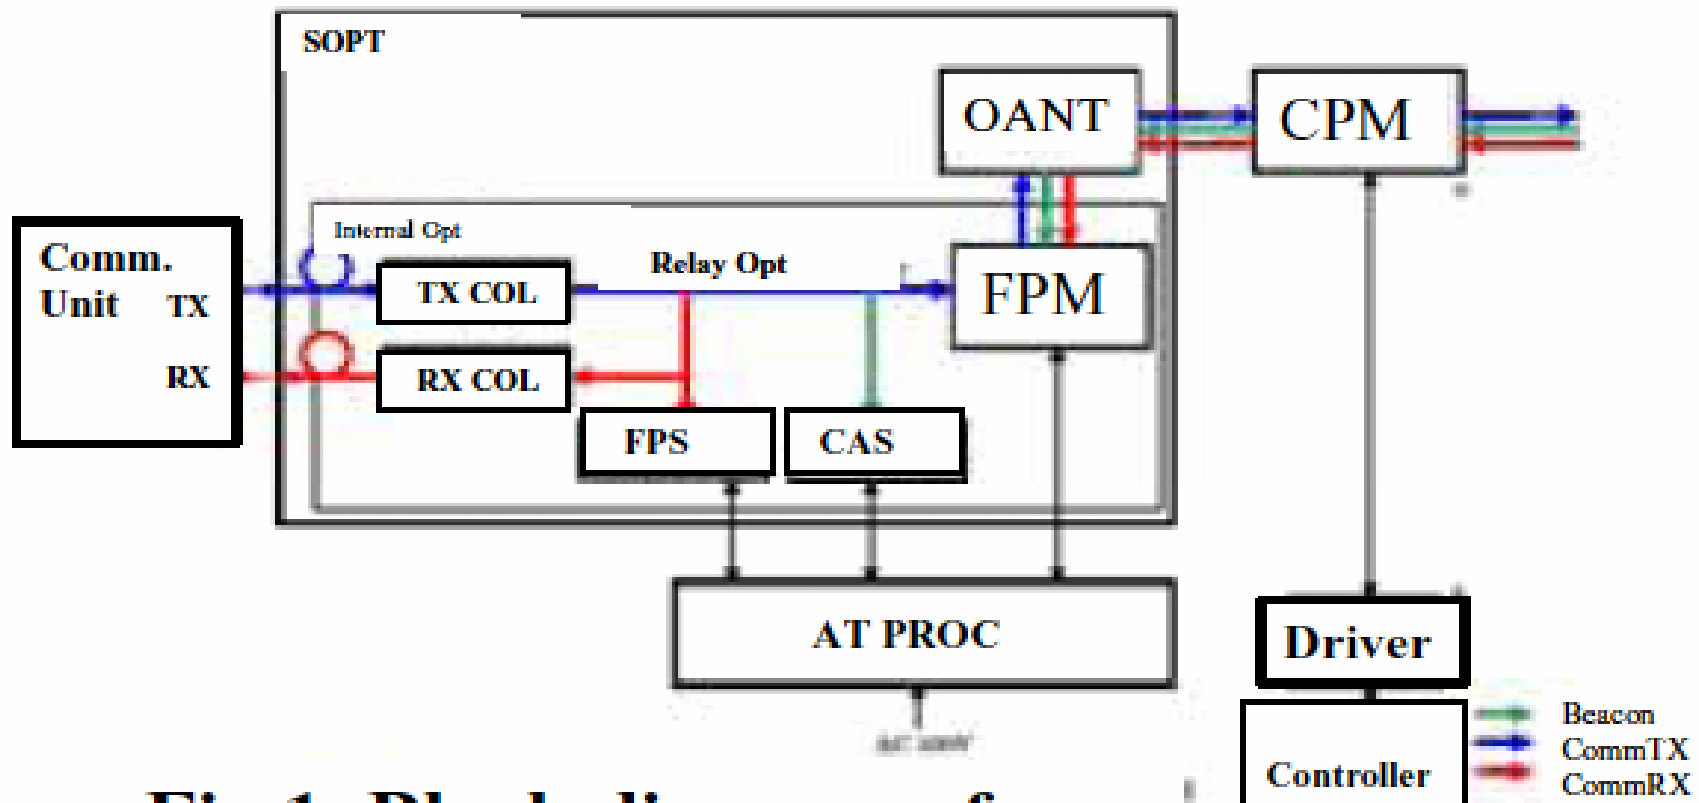 SOPT
OANT
CPM
Internal Opt
Comm.
Unit
TX
TX COL
Relay Opt
FPM
RX
RX COL
FPS
CAS
AT PROC
Driver
Controller
Beacon
CommTX
CommRX